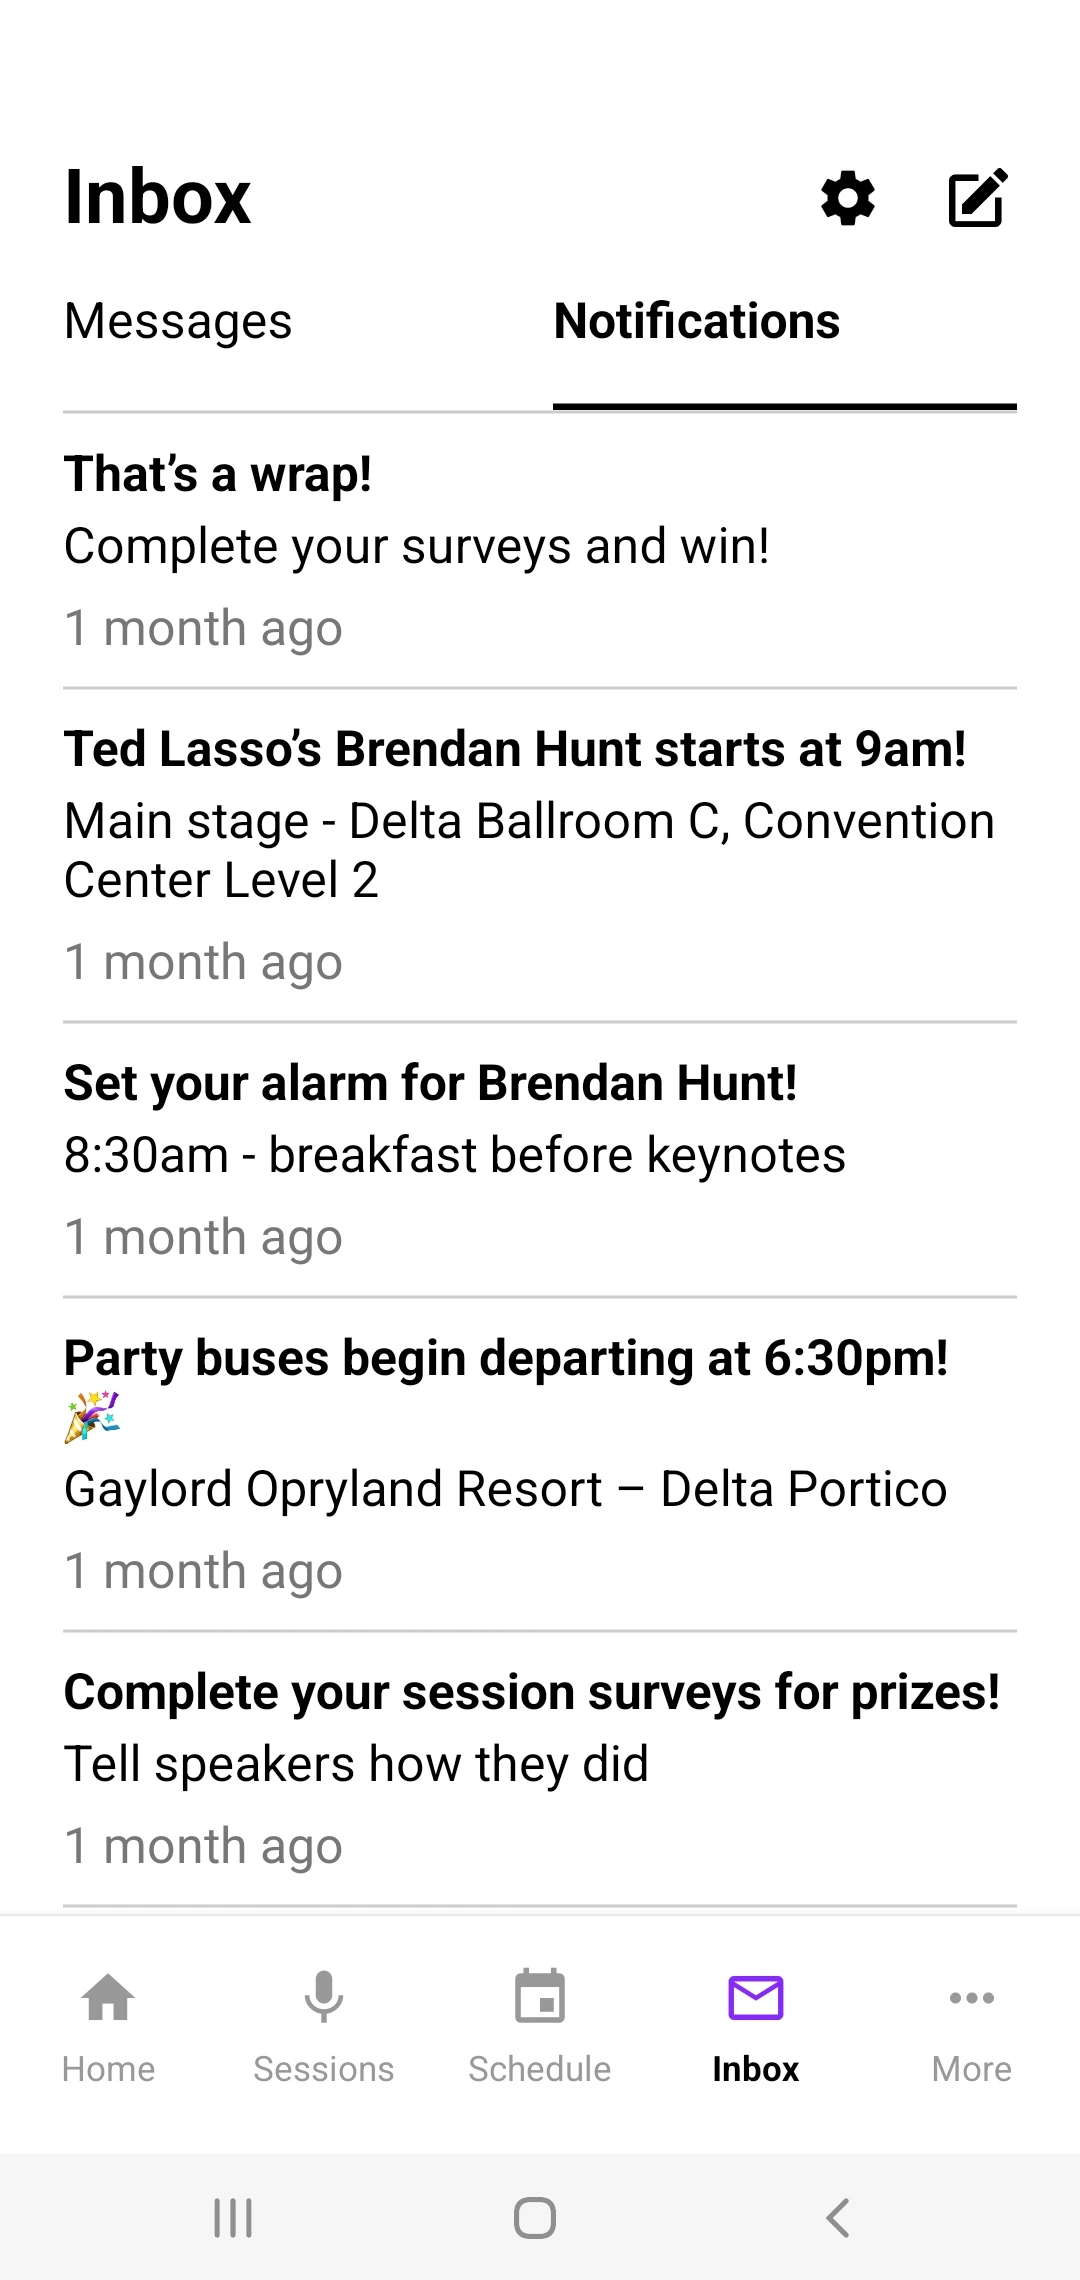 Inbox
Messages
Notifications
That’s a wrap!
Complete your surveys and win!
1 month ago
Ted Lasso’s Brendan Hunt starts at 9am!
Main stage - Delta Ballroom C, Convention
Center Level 2
1 month ago
Set your alarm for Brendan Hunt!
8:30am - breakfast before keynotes
1 month ago
Party buses begin departing at 6:30pm!
🎉
Gaylord Opryland Resort – Delta Portico
1 month ago
Complete your session surveys for prizes!
Tell speakers how they did
1 month ago
Home
Sessions
Schedule
Inbox
More